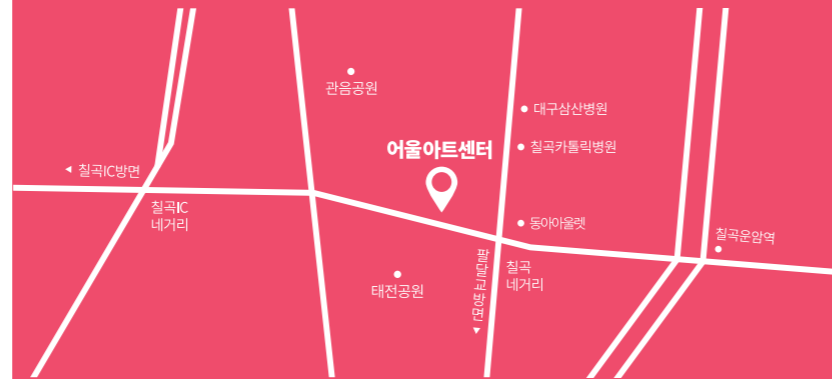 관음공원
대구삼산병원
어울아트센터
칠곡카톨릭병원
◀ 칠곡IC방면
칠곡IC
네거리
동아아울렛
칠곡운암역
팔달교방면 ▼
칠곡
네거리
태전공원